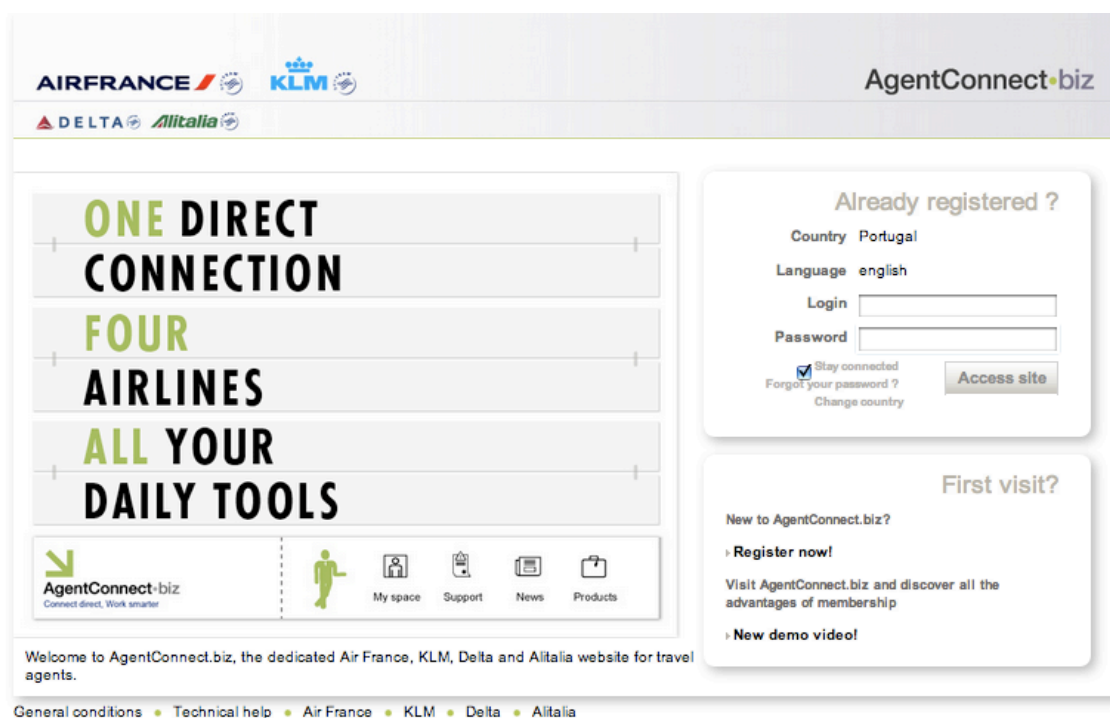 AIRFRANCE KLM
AgentConnect•biz
DELTA Alitalia
ONE DIRECT
CONNECTION
FOUR
AIRLINES
ALL YOUR
DAILY TOOLS
AgentConnect•biz
Connect direct, Work smarter
My space Support News Products
Welcome to AgentConnect.biz, the dedicated Air France, KLM, Delta and Alitalia website for travel
agents.
Already registered ?
Country Portugal
Language english
Login
Password
Stay connected
Forgot your password ?
Change country
Access site
First visit?
New to AgentConnect.biz?
Register now!
Visit AgentConnect.biz and discover all the
advantages of membership
New demo video!
General conditions • Technical help • Air France • KLM • Delta • Alitalia